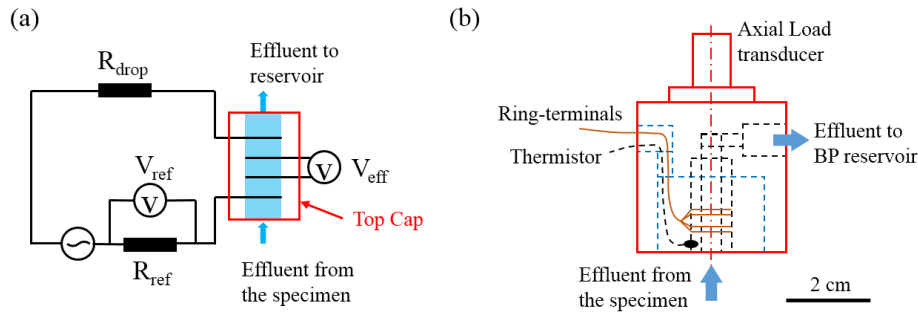 (a)
Effluent to
reservoir
R_drop
V_ref
V
V
V_eff
Top Cap
R_ref
Effluent from
the specimen
(b)
Axial Load
transducer
Ring-terminals
Thermistor
Effluent to
BP reservoir
Effluent from
the specimen
2 cm